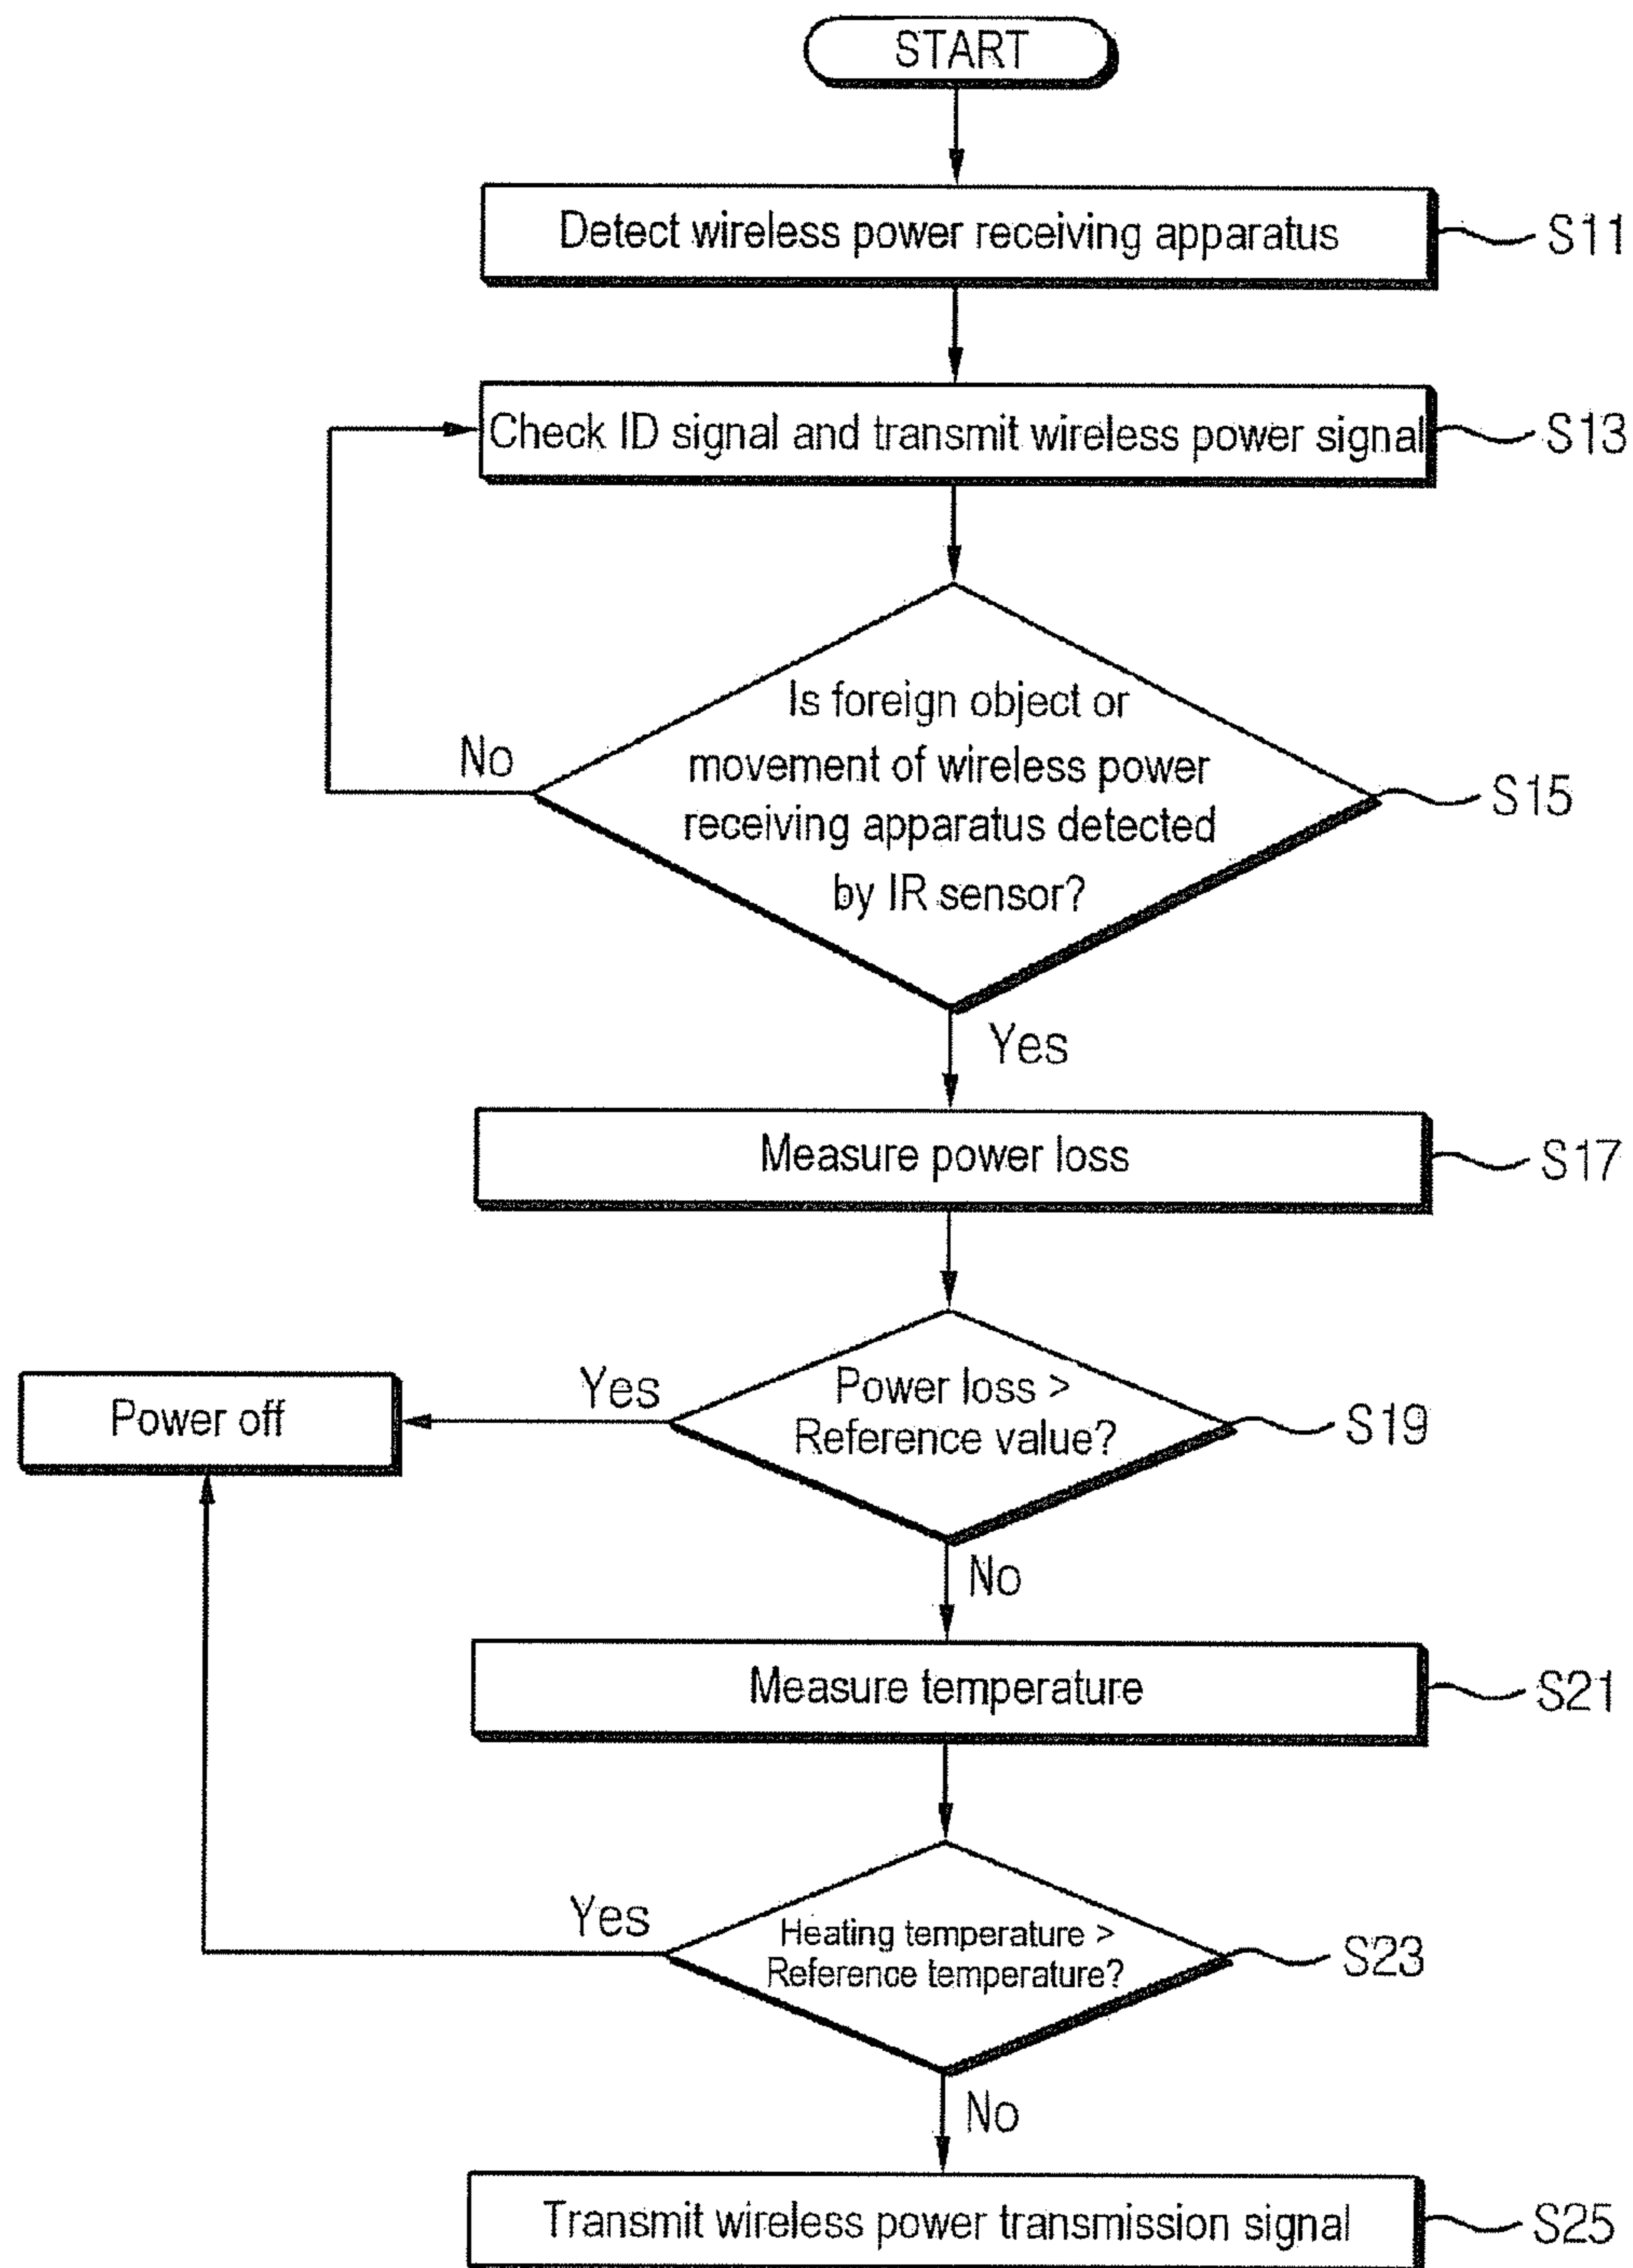 START
Detect wireless power receiving apparatus
S11
Check ID signal and transmit wireless power signal
S13
Is foreign object or
movement of wireless power
receiving apparatus detected
by IR sensor?
No
S15
Yes
Measure power loss
S17
Power loss >
Reference value?
Yes
Power off
S19
No
Measure temperature
S21
Heating temperature >
Reference temperature?
Yes
S23
No
Transmit wireless power transmission signal
S25